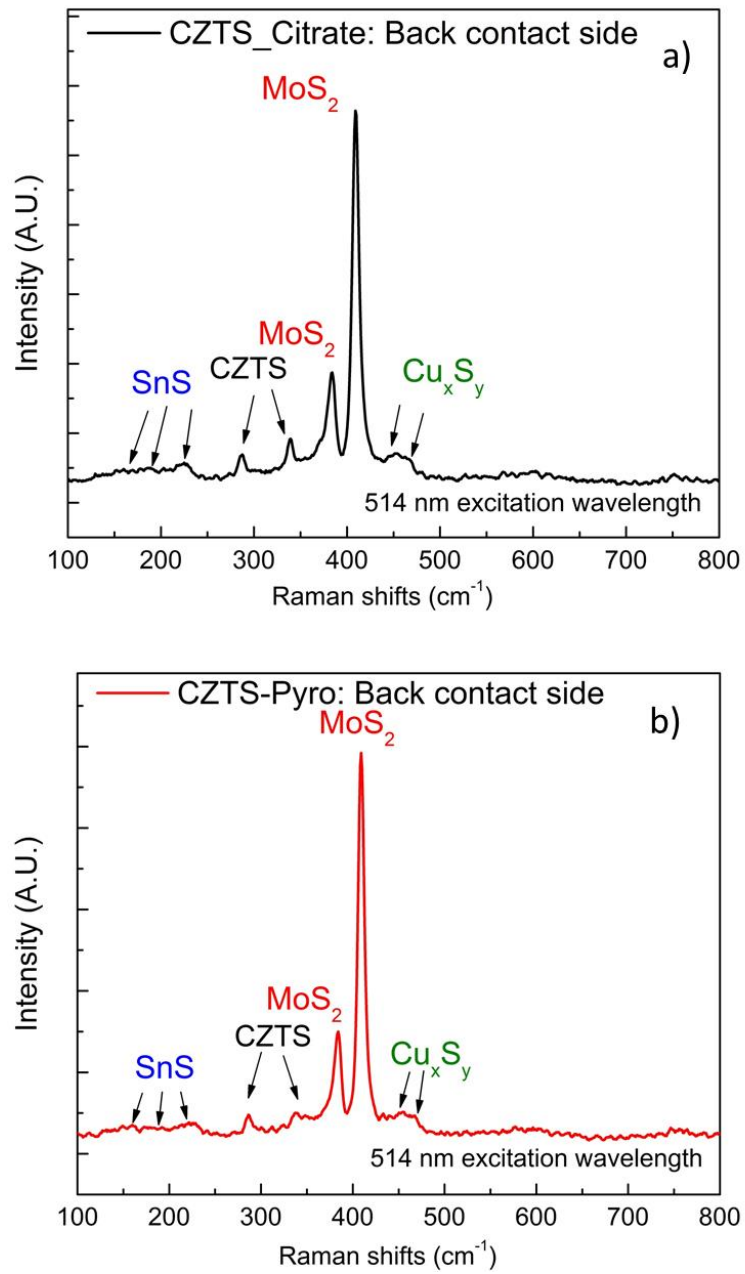 CZTS_Citrate: Back contact side
a)
MoS2
MoS2
CZTS
SnS
CuxSy
514 nm excitation wavelength
Intensity (A.U.)
100 200 300 400 500 600 700 800
Raman shifts (cm-1)
CZTS-Pyro: Back contact side
b)
MoS2
MoS2
CZTS
SnS
CuxSy
514 nm excitation wavelength
Intensity (A.U.)
100 200 300 400 500 600 700 800
Raman shifts (cm-1)